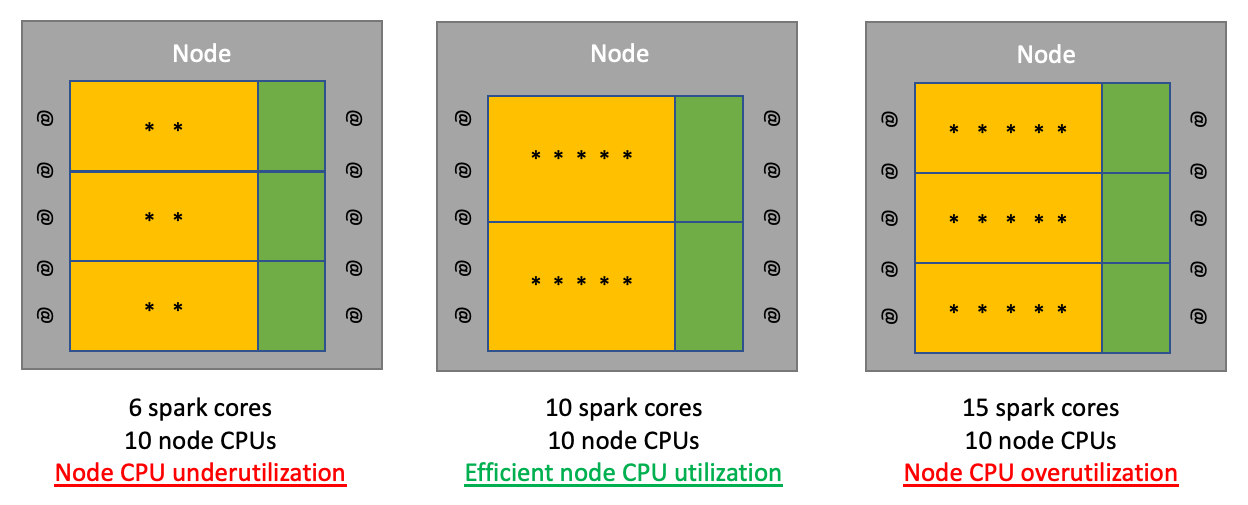 Node
* *
* *
* *
6 spark cores
10 node CPUs
Node CPU underutilization
Node
* * * * *
* * * * *
10 spark cores
10 node CPUs
Efficient node CPU utilization
Node
* * * * *
* * * * *
* * * * *
15 spark cores
10 node CPUs
Node CPU overutilization